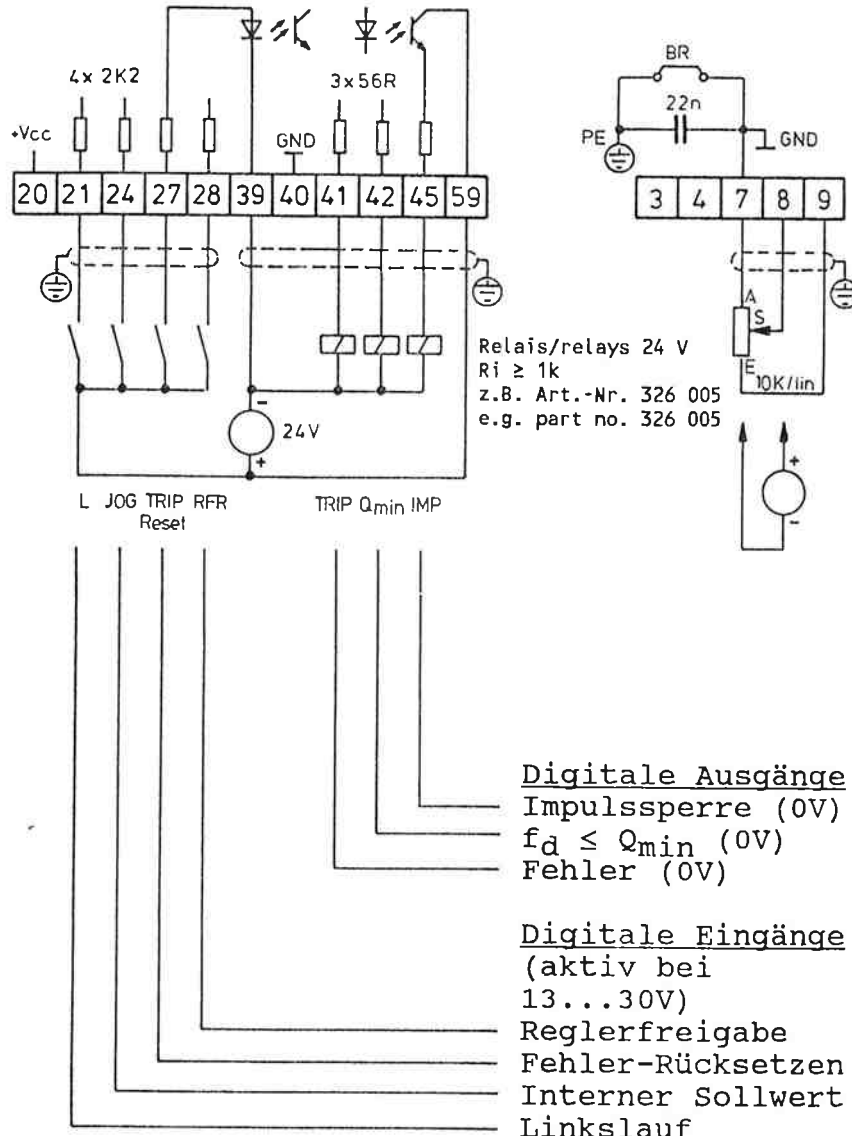 4x 2K2
3x56R
+Vcc
GND
20 21 24 27 28 39 40 41 42 45 59
BR
22n
PE
GND
3 4 7 8 9
A
S
E
10K/lin
Relais/relays 24 V
Ri ≥ 1k
z.B. Art.-Nr. 326 005
e.g. part no. 326 005
-
24V
+
+
-
L JOG TRIP RFR
Reset
TRIP Qmin IMP
Digitale Ausgänge
Impulssperre (0V)
fd ≤ Qmin (0V)
Fehler (0V)
Digitale Eingänge
(aktiv bei
13...30V)
Reglerfreigabe
Fehler-Rücksetzen
Interner Sollwert
Linkslauf